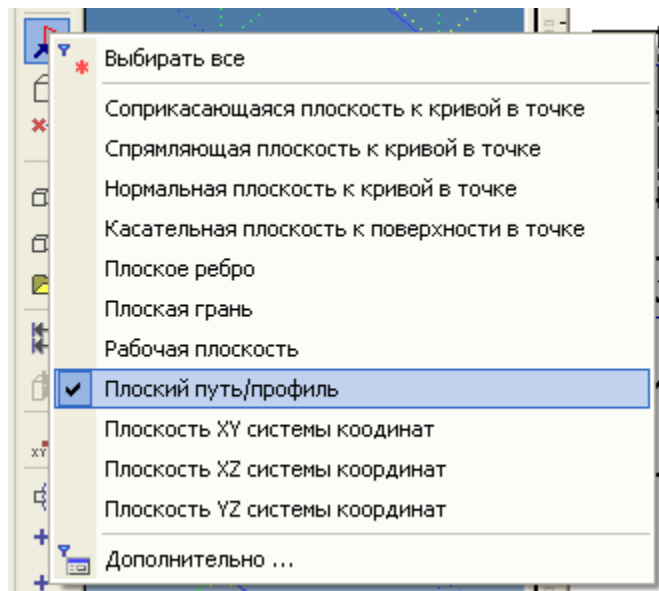 Выбирать все
Соприкасающаяся плоскость к кривой в точке
Спрямляющая плоскость к кривой в точке
Нормальная плоскость к кривой в точке
Касательная плоскость к поверхности в точке
Плоское ребро
Плоская грань
Рабочая плоскость
Плоский путь/профиль
Плоскость XY системы коодинат
Плоскость XZ системы координат
Плоскость YZ системы координат
Дополнительно ...